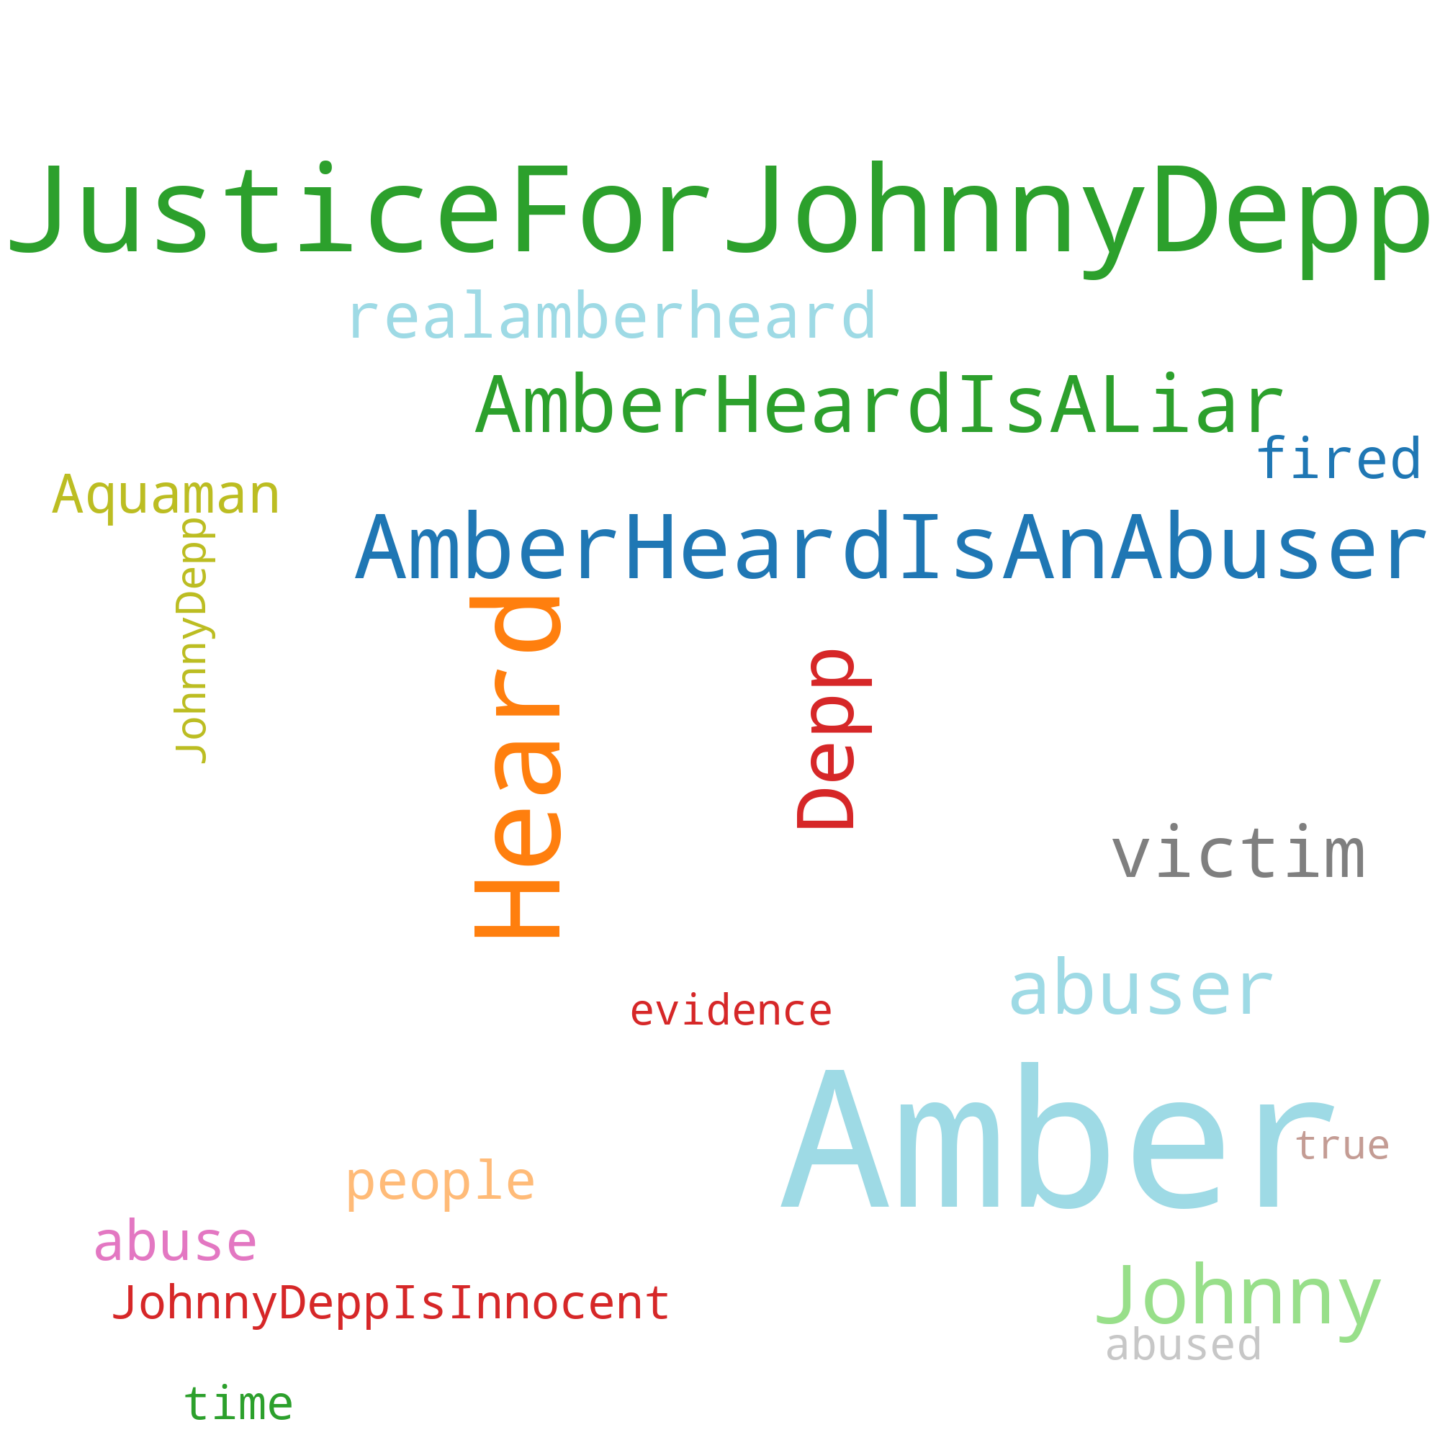 JusticeForJohnnyDepp
realamberheard
AmberHeardIsALiar
fired
Aquaman
AmberHeardIsAnAbuser
JohnnyDepp
Heard
Depp
victim
abuser
evidence
Amber
true
people
abuse
JohnnyDeppIsInnocent
Johnny
abused
time